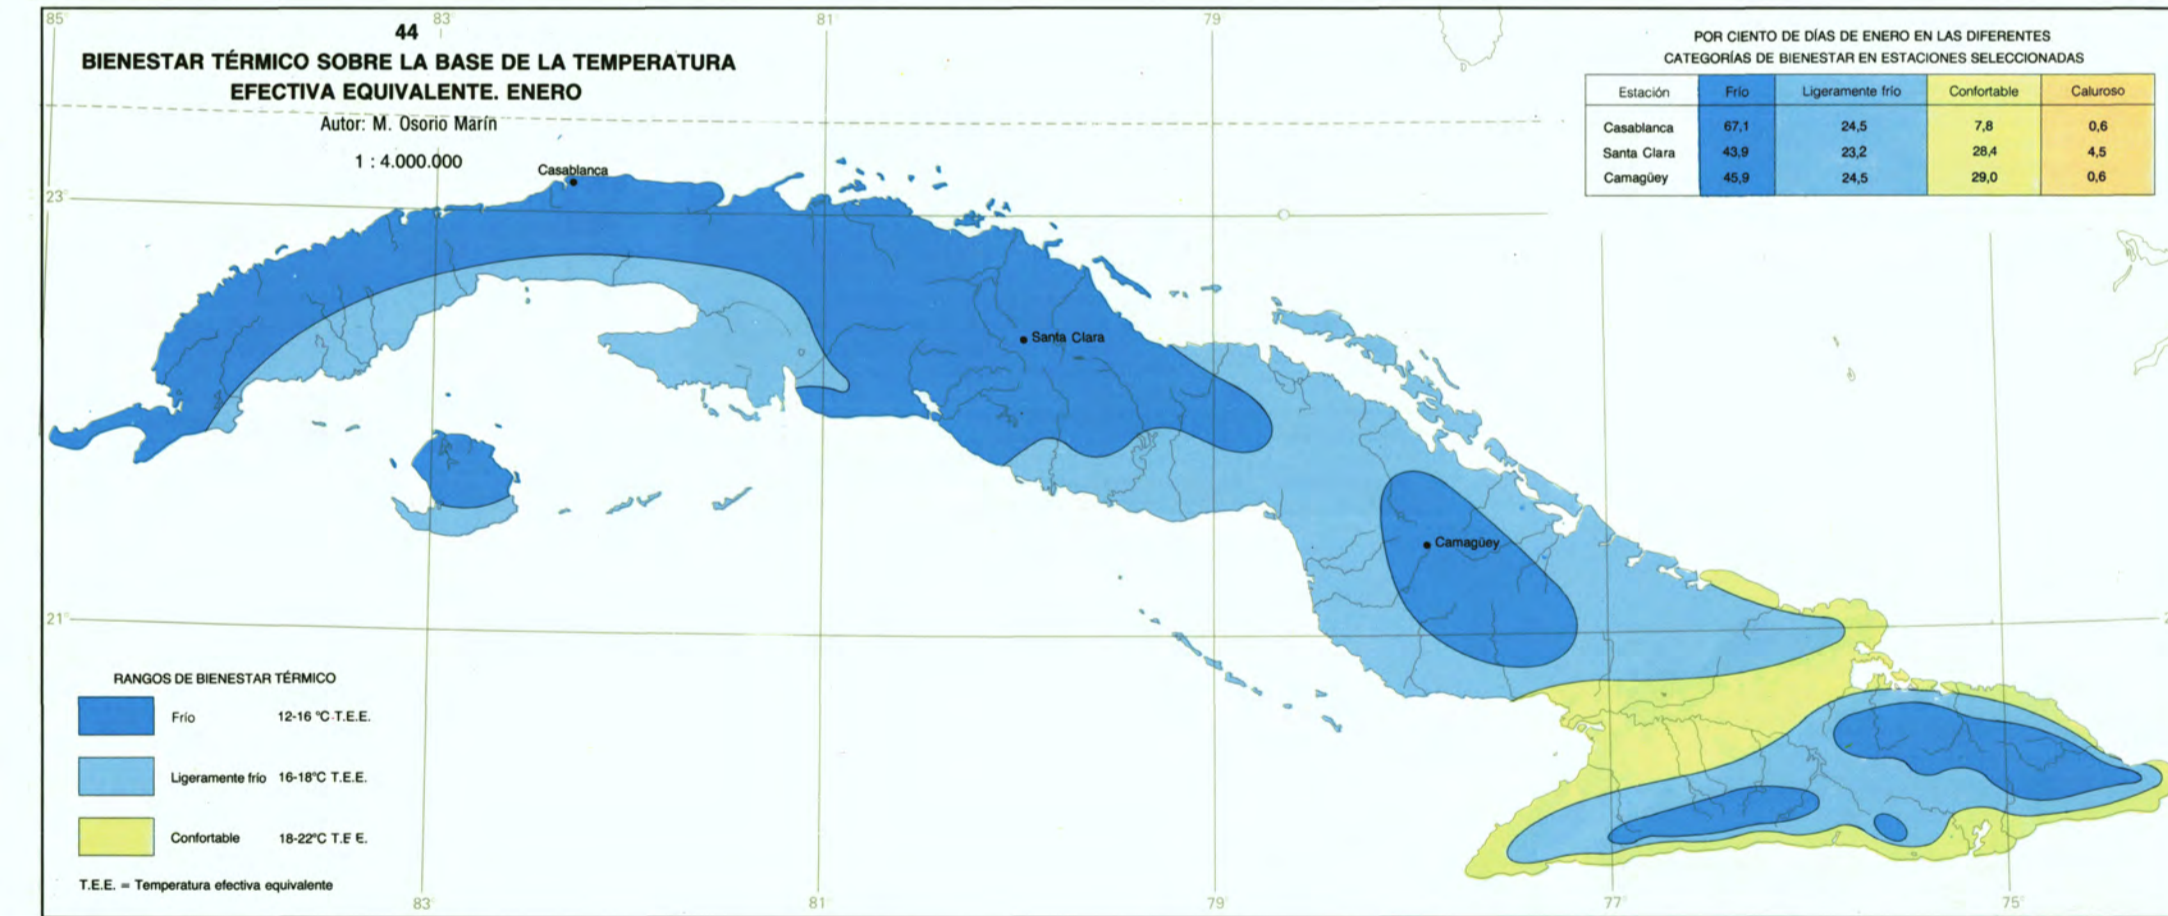 85° 83° 81° 79°
44
BIENESTAR TÉRMICO SOBRE LA BASE DE LA TEMPERATURA
EFECTIVA EQUIVALENTE. ENERO
Autor: M. Osorio Marín
1 : 4.000.000
POR CIENTO DE DÍAS DE ENERO EN LAS DIFERENTES
CATEGORÍAS DE BIENESTAR EN ESTACIONES SELECCIONADAS
Estación Frío Ligeramente frío Confortable Caluroso
Casablanca 67,1 24,5 7,8 0,6
Santa Clara 43,9 23,2 28,4 4,5
Camagüey 45,9 24,5 29,0 0,6
Casablanca
23°
Santa Clara
Camagüey
21°
RANGOS DE BIENESTAR TÉRMICO
Frío 12-16 °C T.E.E.
Ligeramente frío 16-18°C T.E.E.
Confortable 18-22°C T.E E.
T.E.E. = Temperatura efectiva equivalente
83° 81° 79° 77° 75°